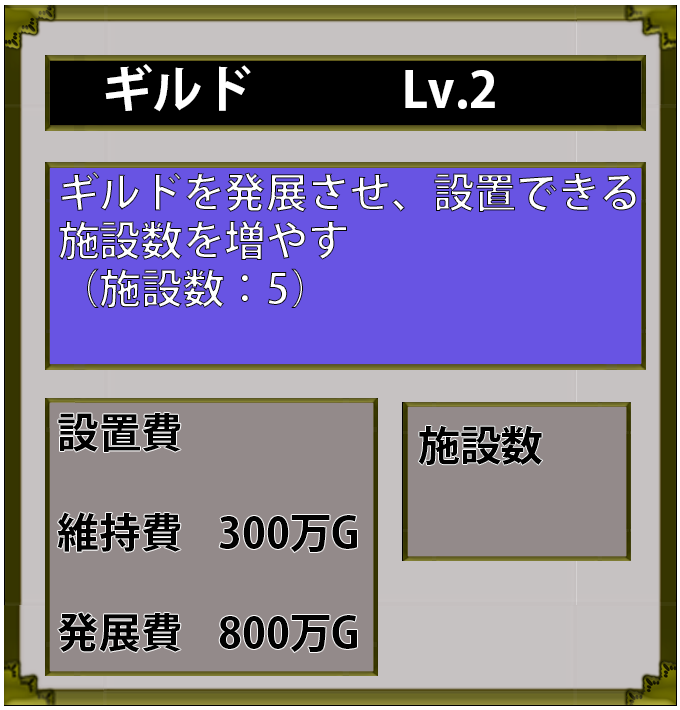 ギルド Lv.2
ギルドを発展させ、設置できる
施設数を増やす
（施設数：5）
設置費
施設数
維持費 300万G
発展費 800万G